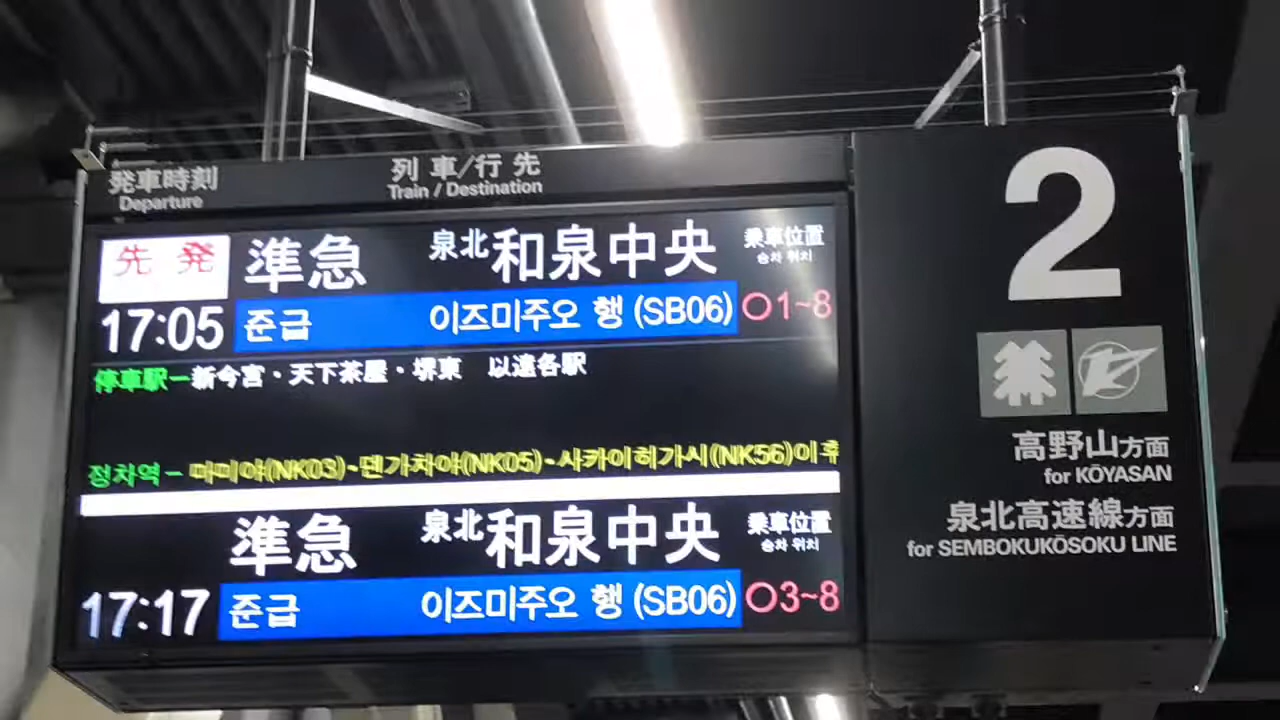 発車時刻 列車/行先
Departure Train / Destination
先発 準急 泉北 和泉中央 乗車位置
승차 위치
17:05 준급 이즈미주오 행 (SB06) ○1~8
停車駅ー新今宮・天下茶屋・堺東 以遠各駅
정차역 - 마미야(NK03)-덴가차야(NK05)-사카이히가시(NK56)이후
準急 泉北 和泉中央 乗車位置
승차 위치
17:17 준급 이즈미주오 행 (SB06) ○3~8
2
高野山方面
for KŌYASAN
泉北高速線方面
for SEMBOKUKŌSOKU LINE